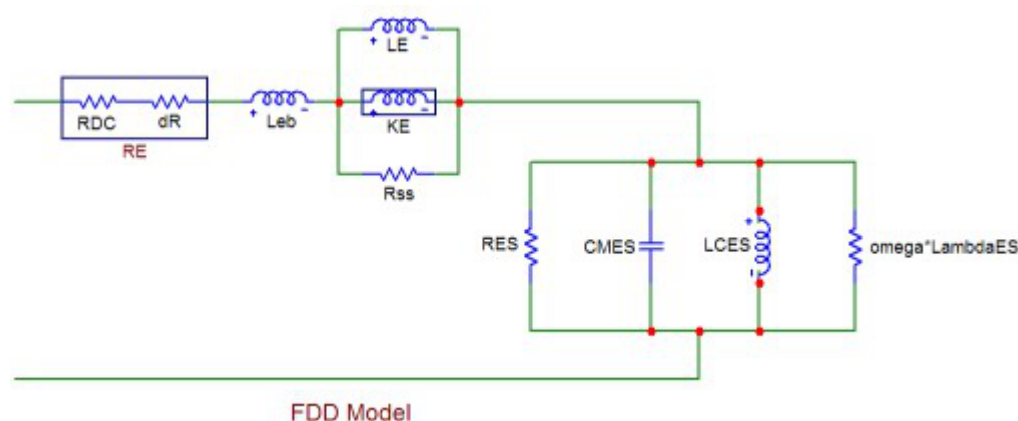 LE
RDC
dR
Leb
KE
RE
Rss
RES
CMES
LCES
omega*LambdaES
FDD Model